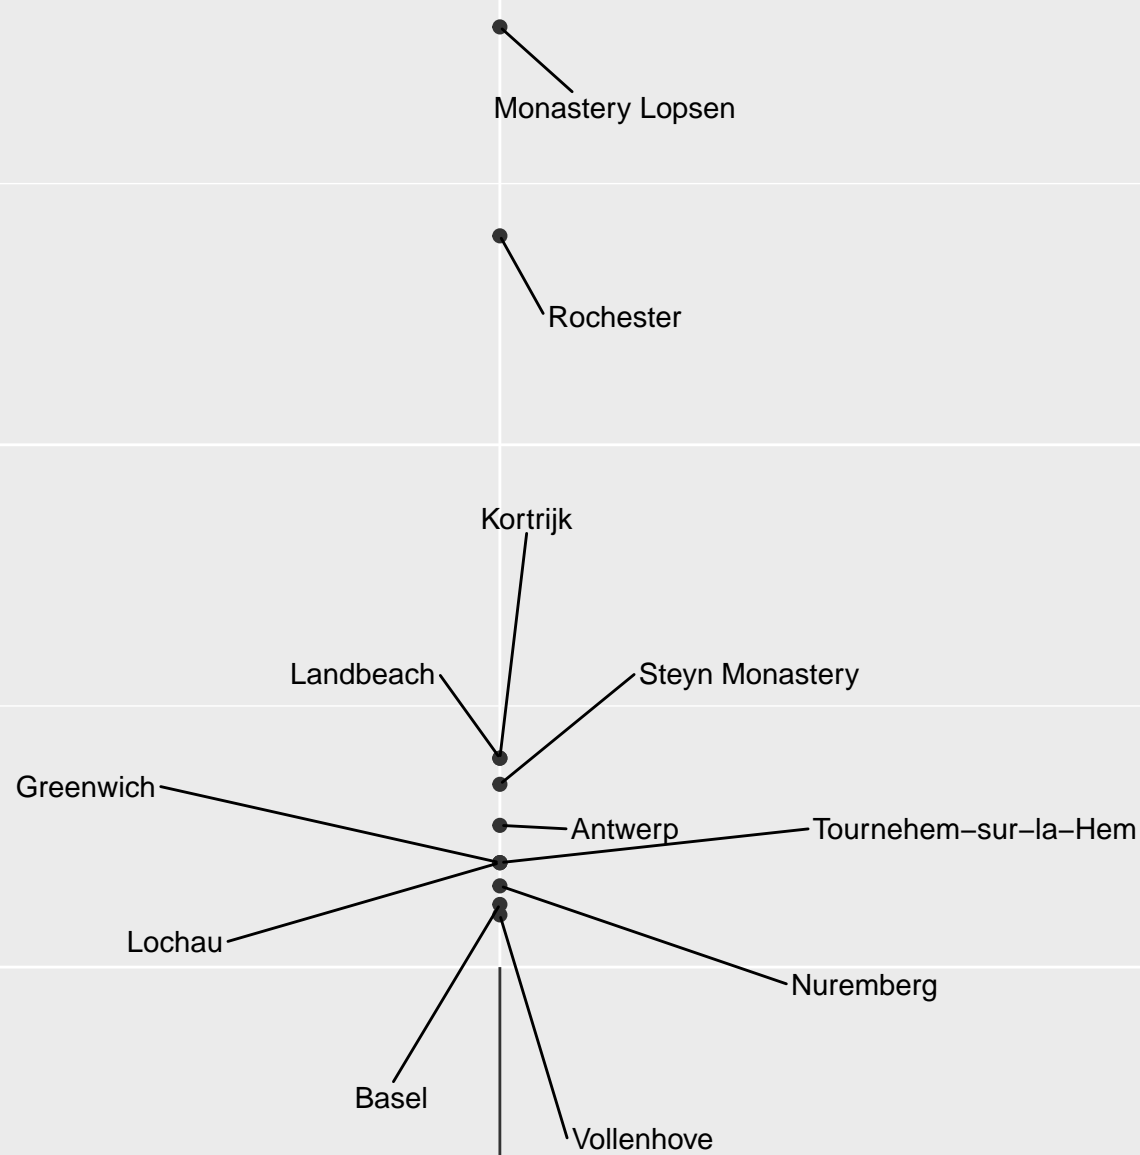 Monastery Lopsen
Rochester
Kortrijk
Landbeach
Steyn Monastery
Greenwich
Antwerp
Tournehem−sur−la−Hem
Lochau
Nuremberg
Basel
Vollenhove